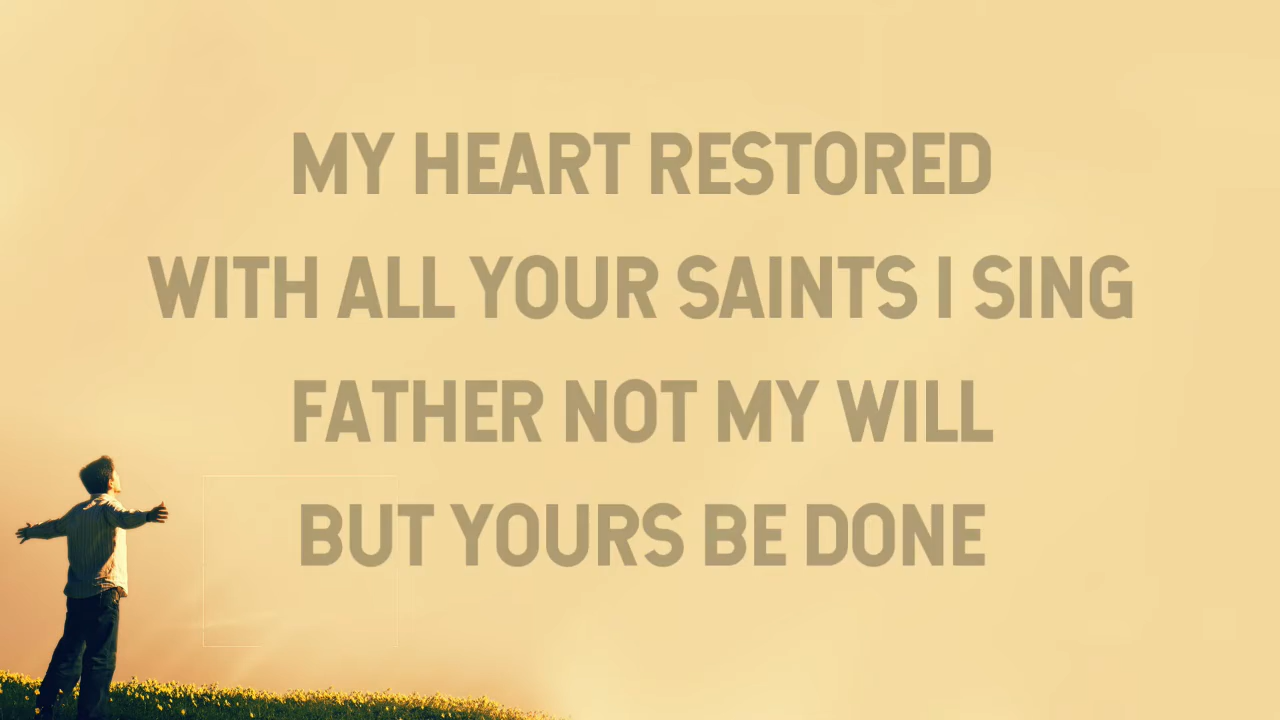 MY HEART RESTORED
WITH ALL YOUR SAINTS I SING
FATHER NOT MY WILL
BUT YOURS BE DONE